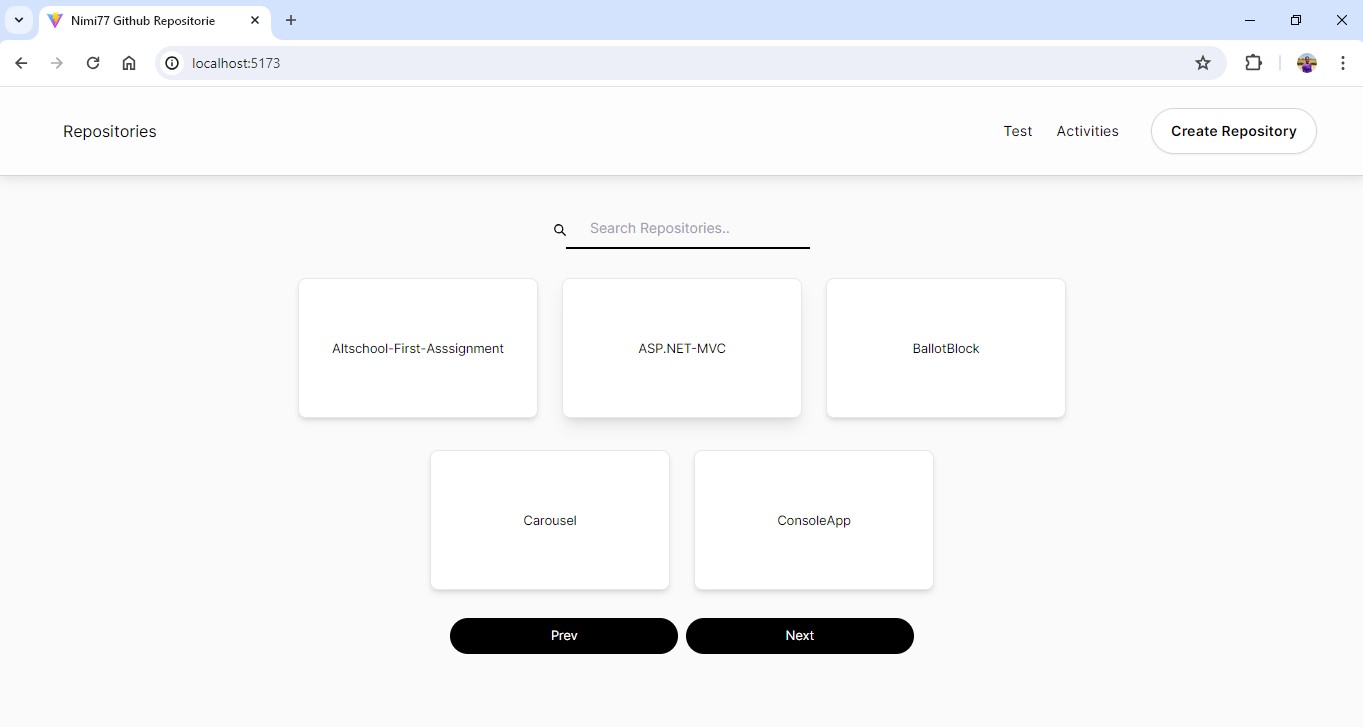 Nimi77 Github Repositorie
localhost:5173
Repositories
Test
Activities
Create Repository
Search Repositories..
Altschool-First-Asssignment
ASP.NET-MVC
BallotBlock
Carousel
ConsoleApp
Prev
Next